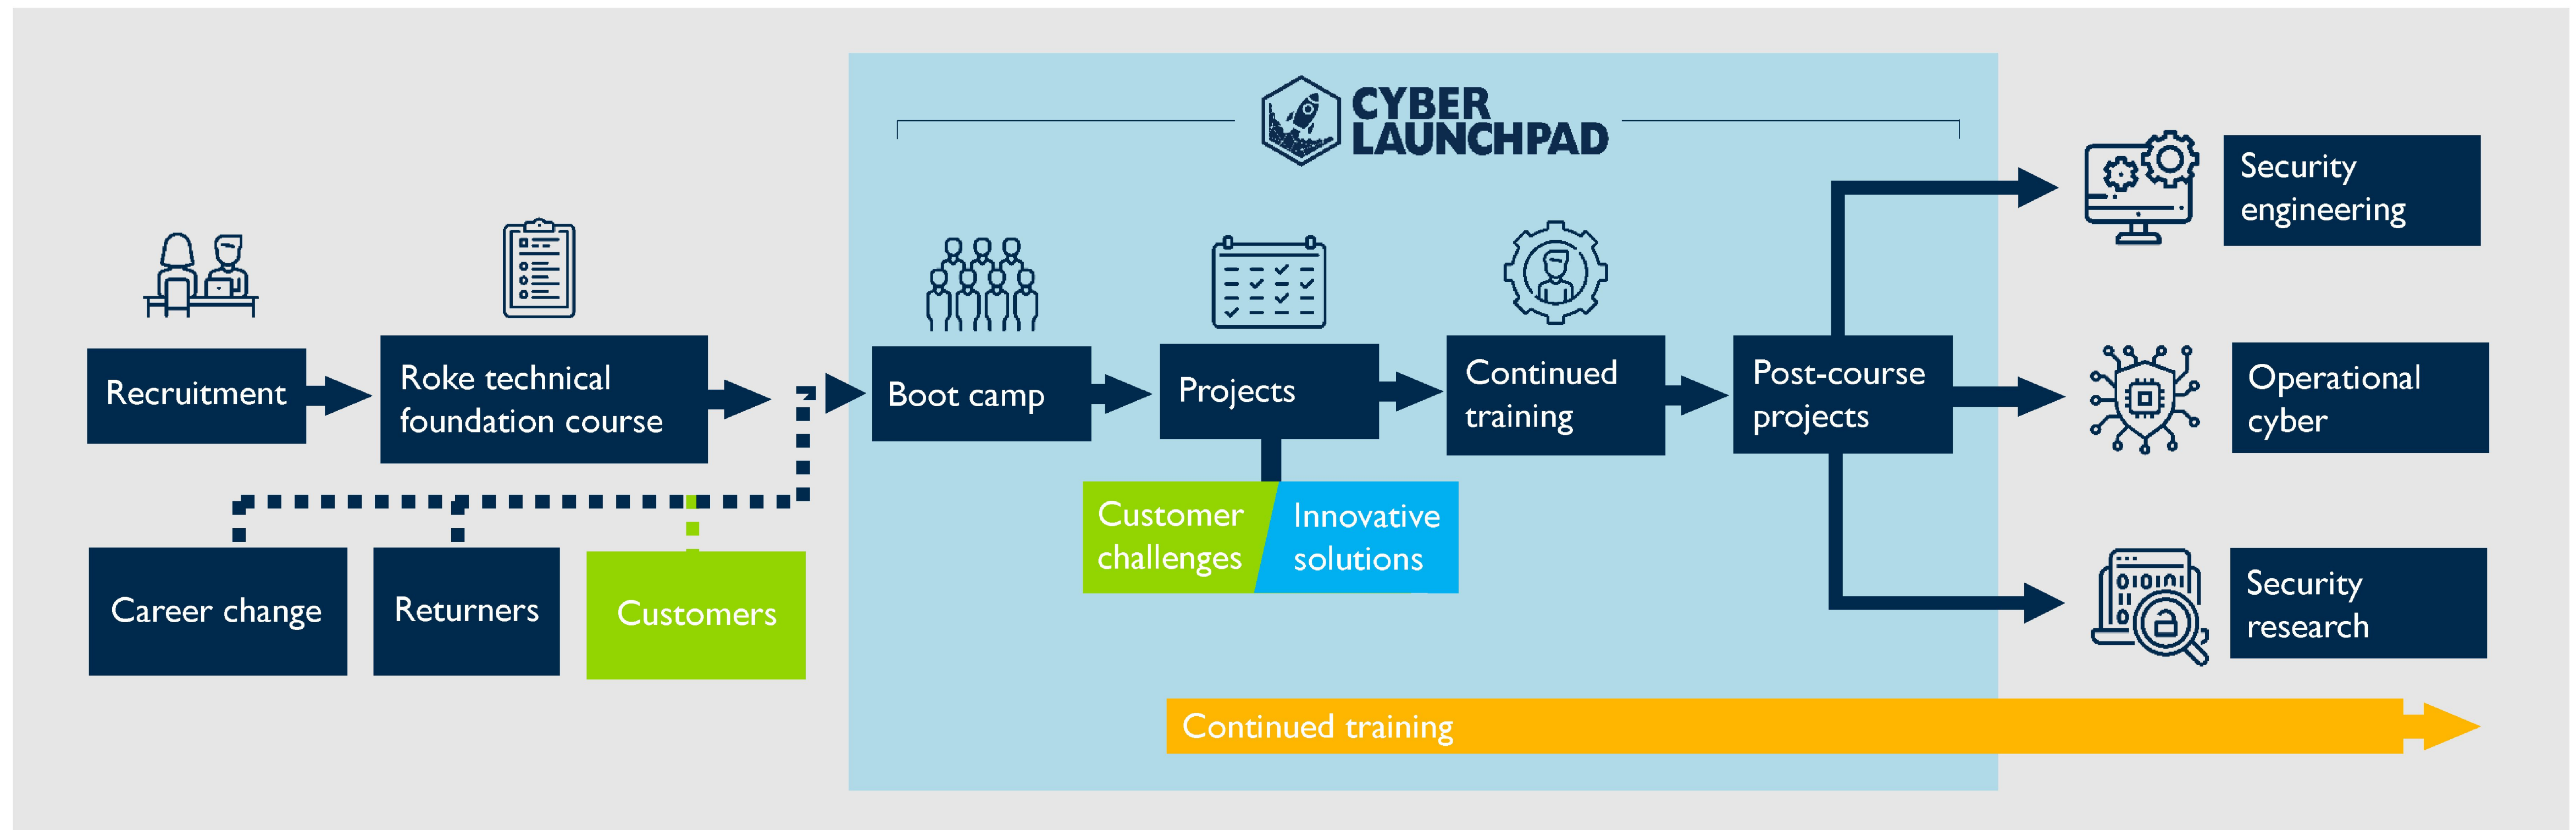 CYBER
LAUNCHPAD
Recruitment
Roke technical
foundation course
Boot camp
Projects
Continued
training
Post-course
projects
Security
engineering
Operational
cyber
Security
research
Career change
Returners
Customers
Customer
challenges
Innovative
solutions
Continued training